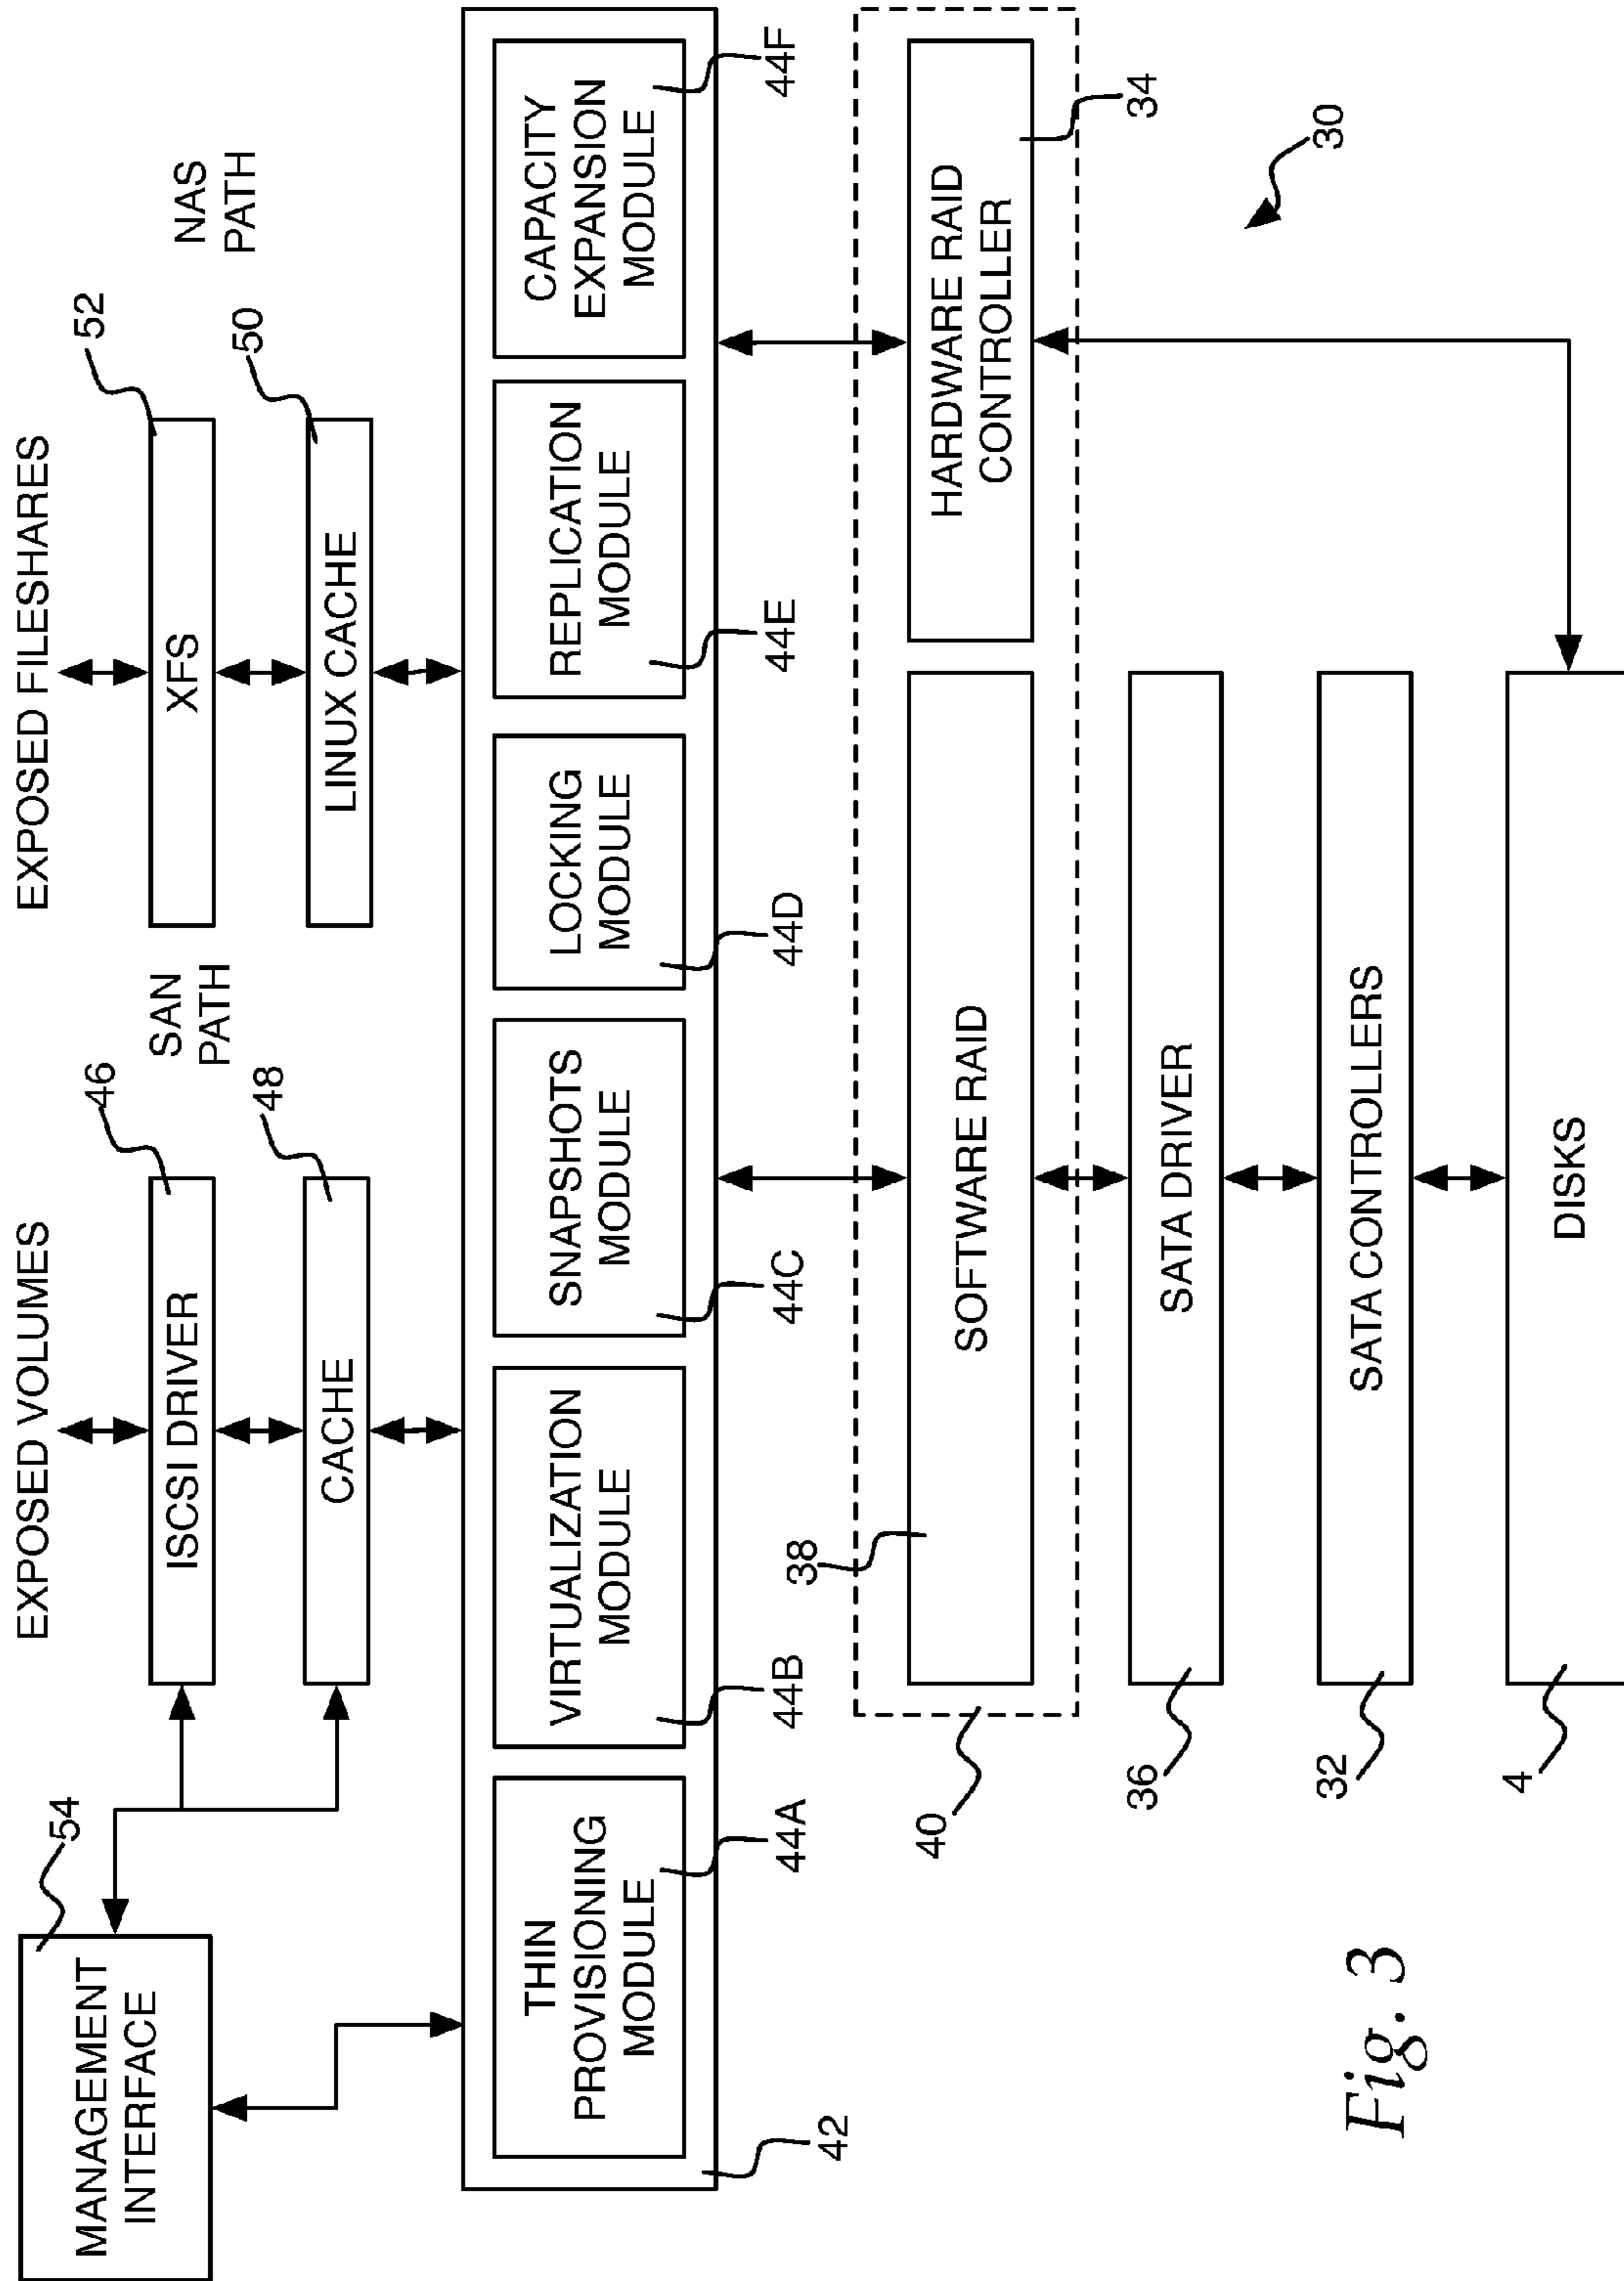 EXPOSED VOLUMES
EXPOSED FILESHARES
54
MANAGEMENT
INTERFACE
46
ISCSI DRIVER
SAN
PATH
52
XFS
NAS
PATH
48
CACHE
50
LINUX CACHE
THIN
PROVISIONING
MODULE
VIRTUALIZATION
MODULE
SNAPSHOTS
MODULE
LOCKING
MODULE
REPLICATION
MODULE
CAPACITY
EXPANSION
MODULE
42
44A
44B
44C
44D
44E
44F
38
40
SOFTWARE RAID
HARDWARE RAID
CONTROLLER
34
36
SATA DRIVER
30
32
SATA CONTROLLERS
4
DISKS
Fig. 3